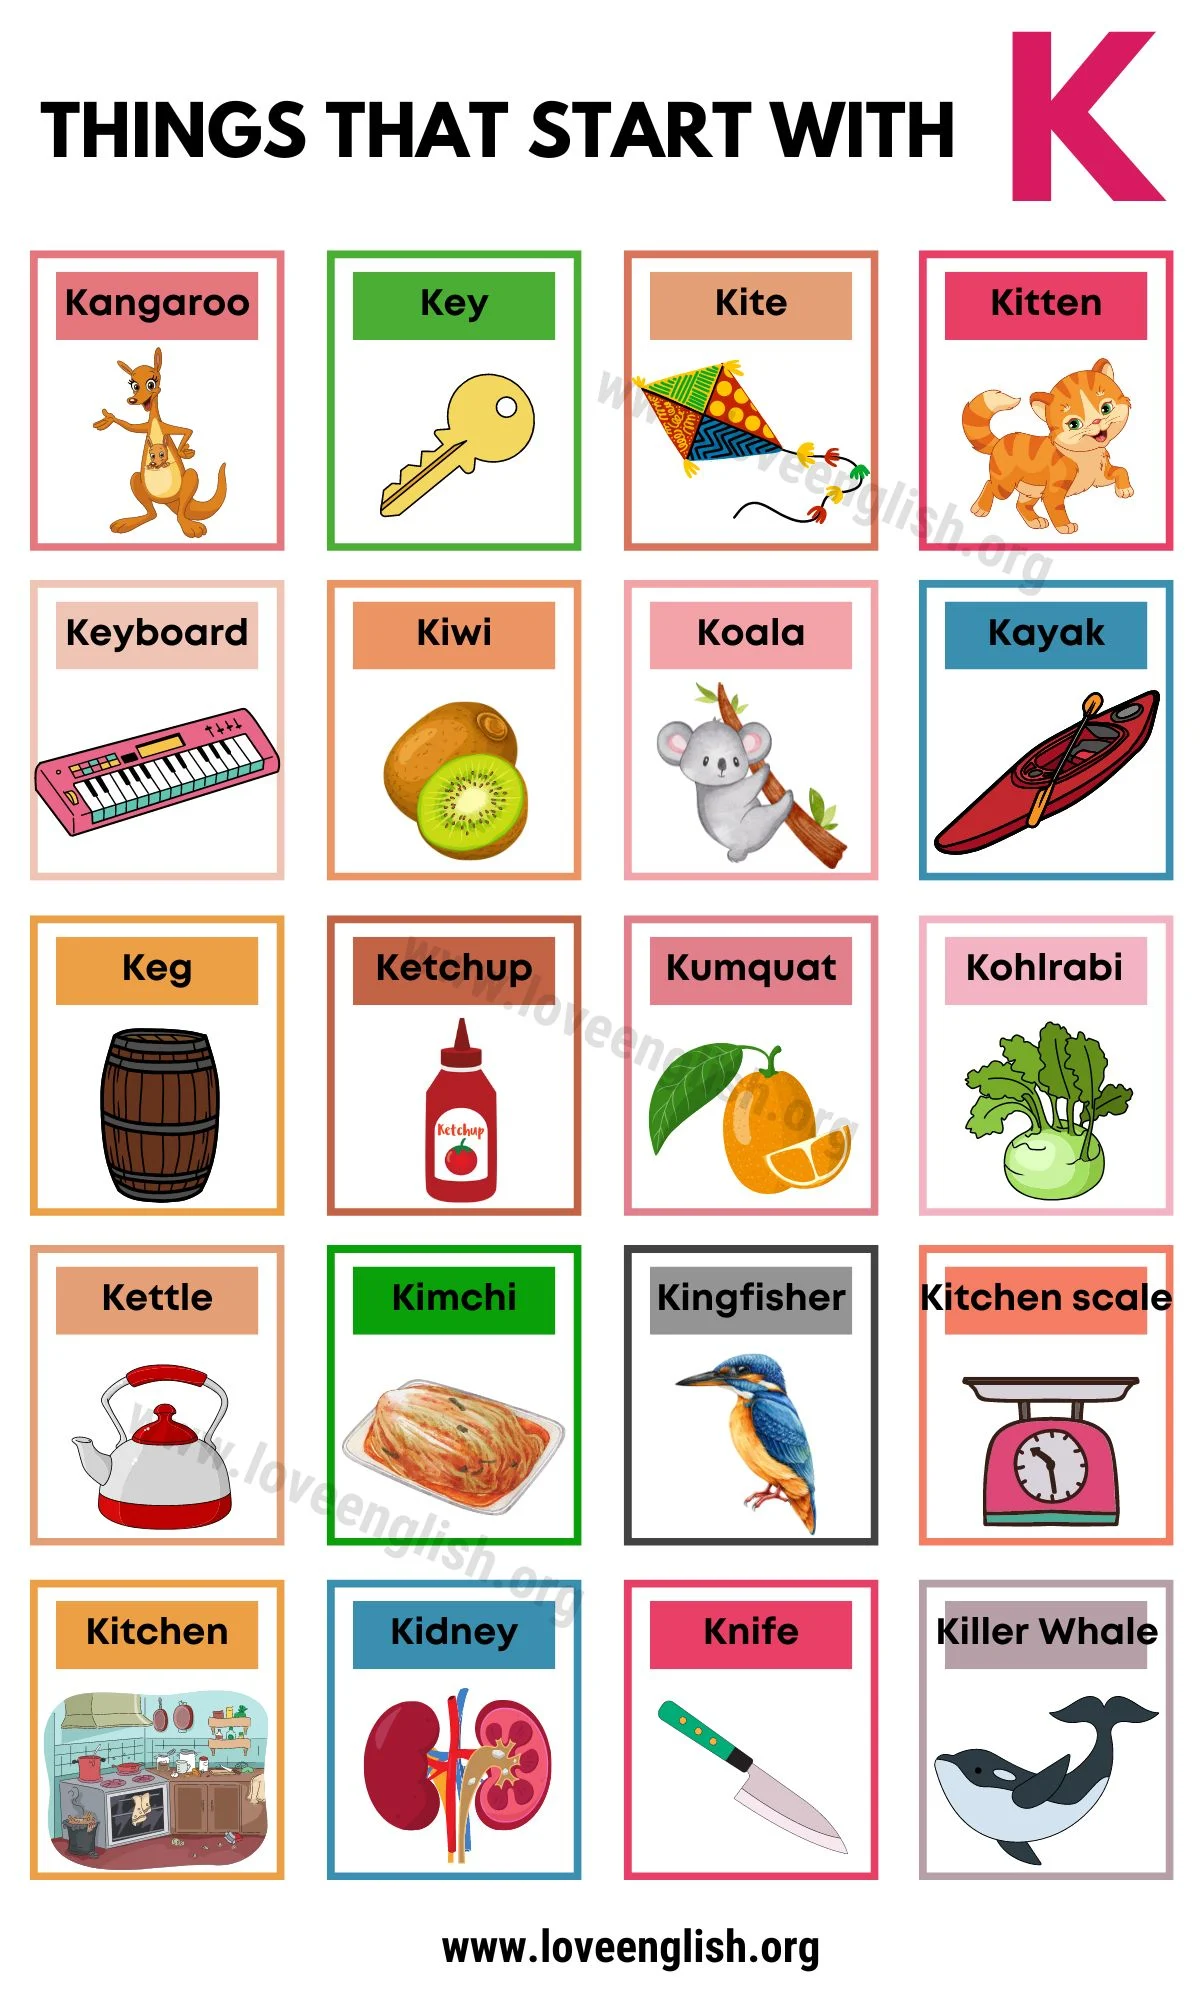 THINGS THAT START WITH K
Kangaroo
Key
Kite
Kitten
Keyboard
Kiwi
Koala
Kayak
Keg
Ketchup
Kumquat
Kohlrabi
Ketchup
Kettle
Kimchi
Kingfisher
Kitchen scale
Kitchen
Kidney
Knife
Killer Whale
www.loveenglish.org
www.loveenglish.org
www.loveenglish.org
www.loveenglish.org